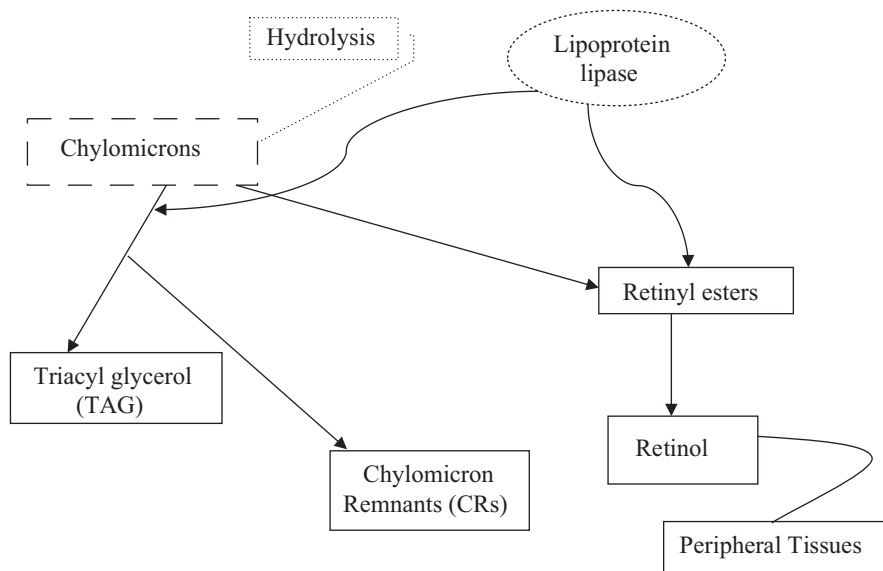 Hydrolysis
Lipoprotein
lipase
Chylomicrons
Retinyl esters
Triacyl glycerol
(TAG)
Retinol
Chylomicron
Remnants (CRs)
Peripheral Tissues